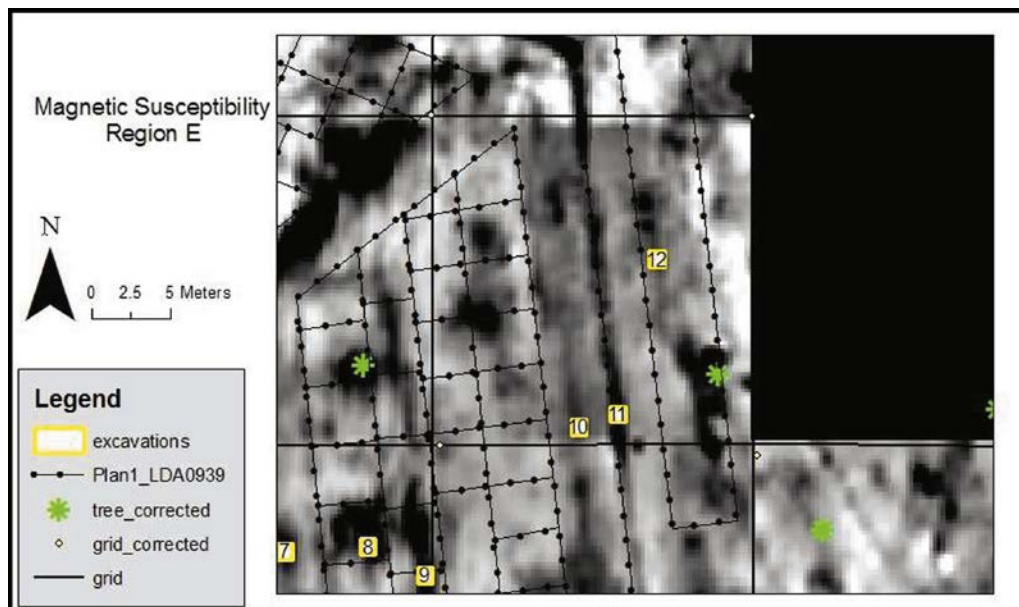 Magnetic Susceptibility
Region E
N
0 2.5 5 Meters
Legend
excavations
Plan1_LDA0939
tree_corrected
grid_corrected
grid
12
11
10
8
7
9